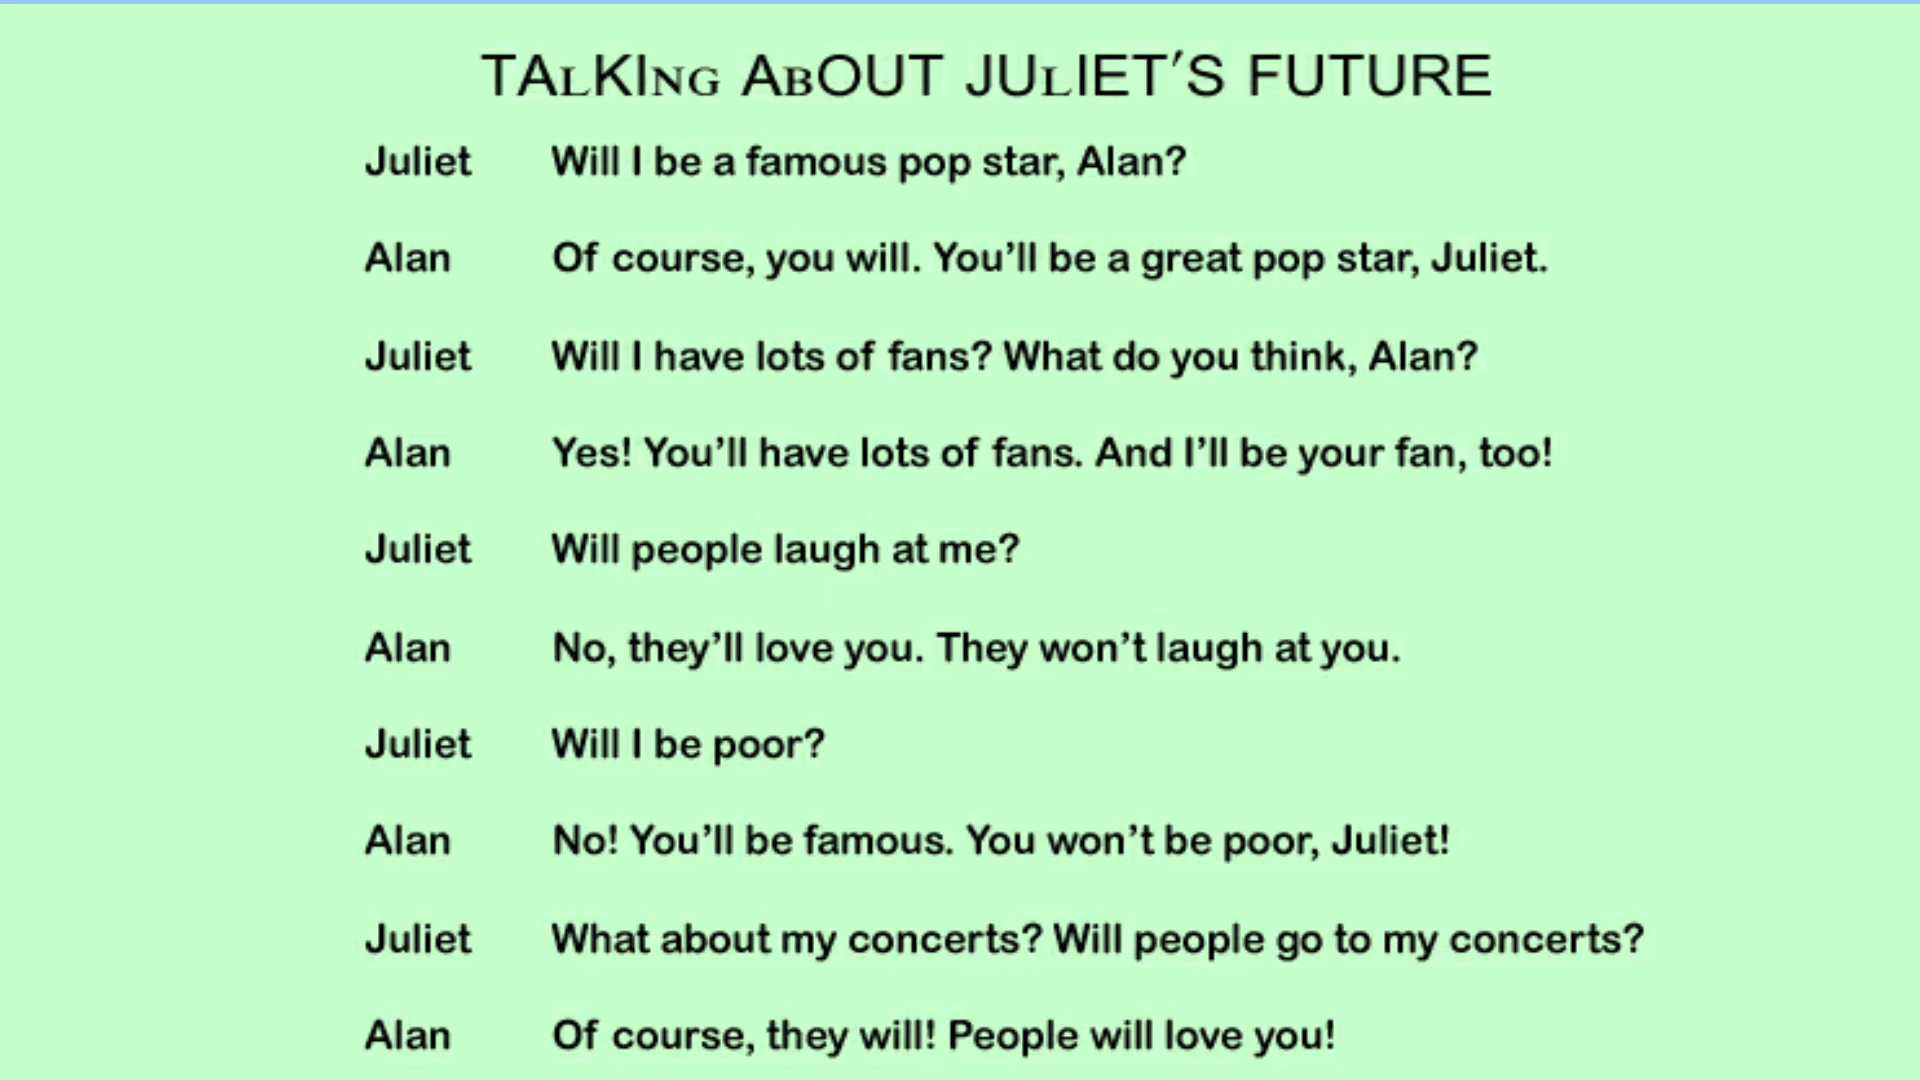 TALKING ABOUT JULIET'S FUTURE
Juliet Will I be a famous pop star, Alan?
Alan Of course, you will. You'll be a great pop star, Juliet.
Juliet Will I have lots of fans? What do you think, Alan?
Alan Yes! You'll have lots of fans. And I'll be your fan, too!
Juliet Will people laugh at me?
Alan No, they'll love you. They won't laugh at you.
Juliet Will I be poor?
Alan No! You'll be famous. You won't be poor, Juliet!
Juliet What about my concerts? Will people go to my concerts?
Alan Of course, they will! People will love you!